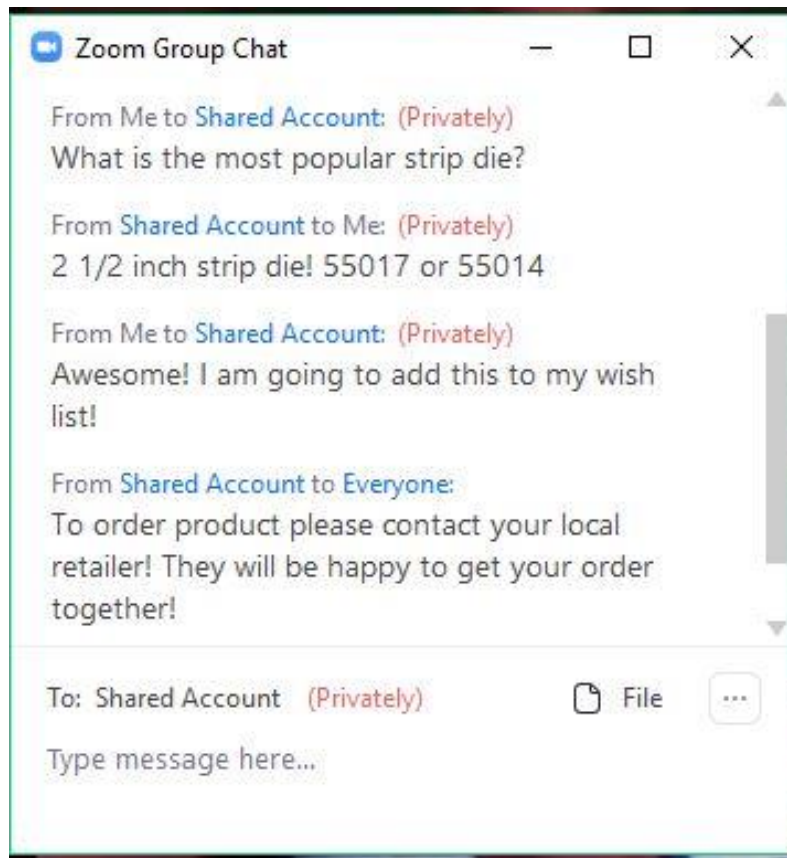 Zoom Group Chat
From Me to Shared Account: (Privately)
What is the most popular strip die?
From Shared Account to Me: (Privately)
2 1/2 inch strip die! 55017 or 55014
From Me to Shared Account: (Privately)
Awesome! I am going to add this to my wish
list!
From Shared Account to Everyone:
To order product please contact your local
retailer! They will be happy to get your order
together!
To: Shared Account (Privately) File ...
Type message here...